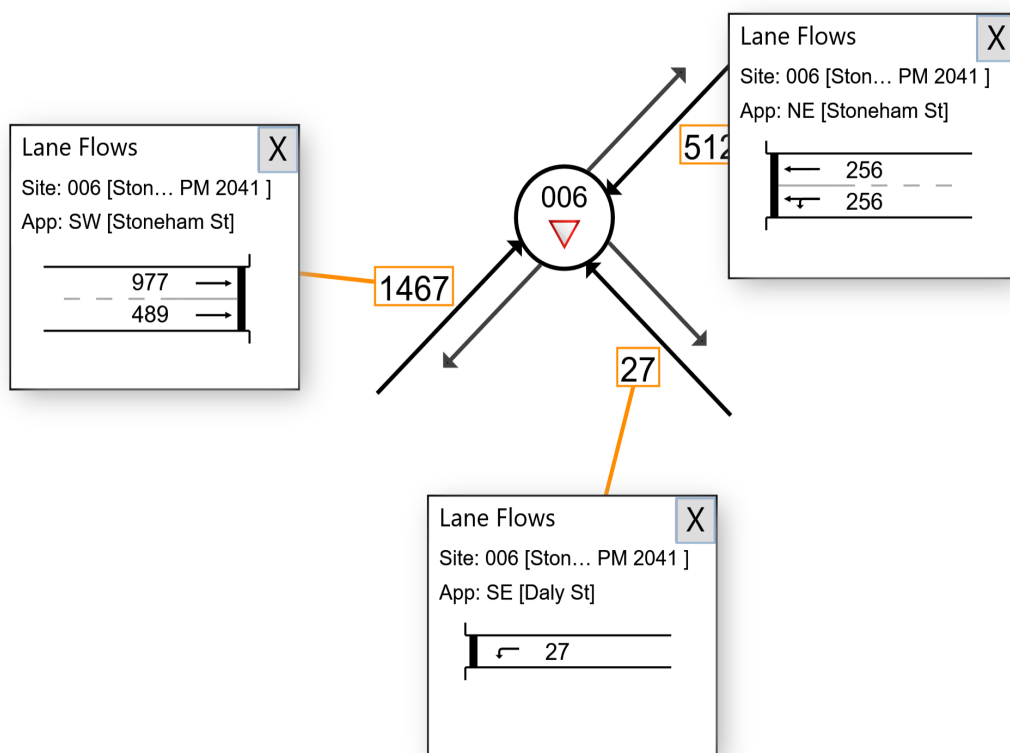 Lane Flows
X
Site: 006 [Ston… PM 2041 ]
App: NE [Stoneham St]
256
256
512
006
Lane Flows
X
Site: 006 [Ston… PM 2041 ]
App: SW [Stoneham St]
977
489
1467
27
Lane Flows
X
Site: 006 [Ston… PM 2041 ]
App: SE [Daly St]
27